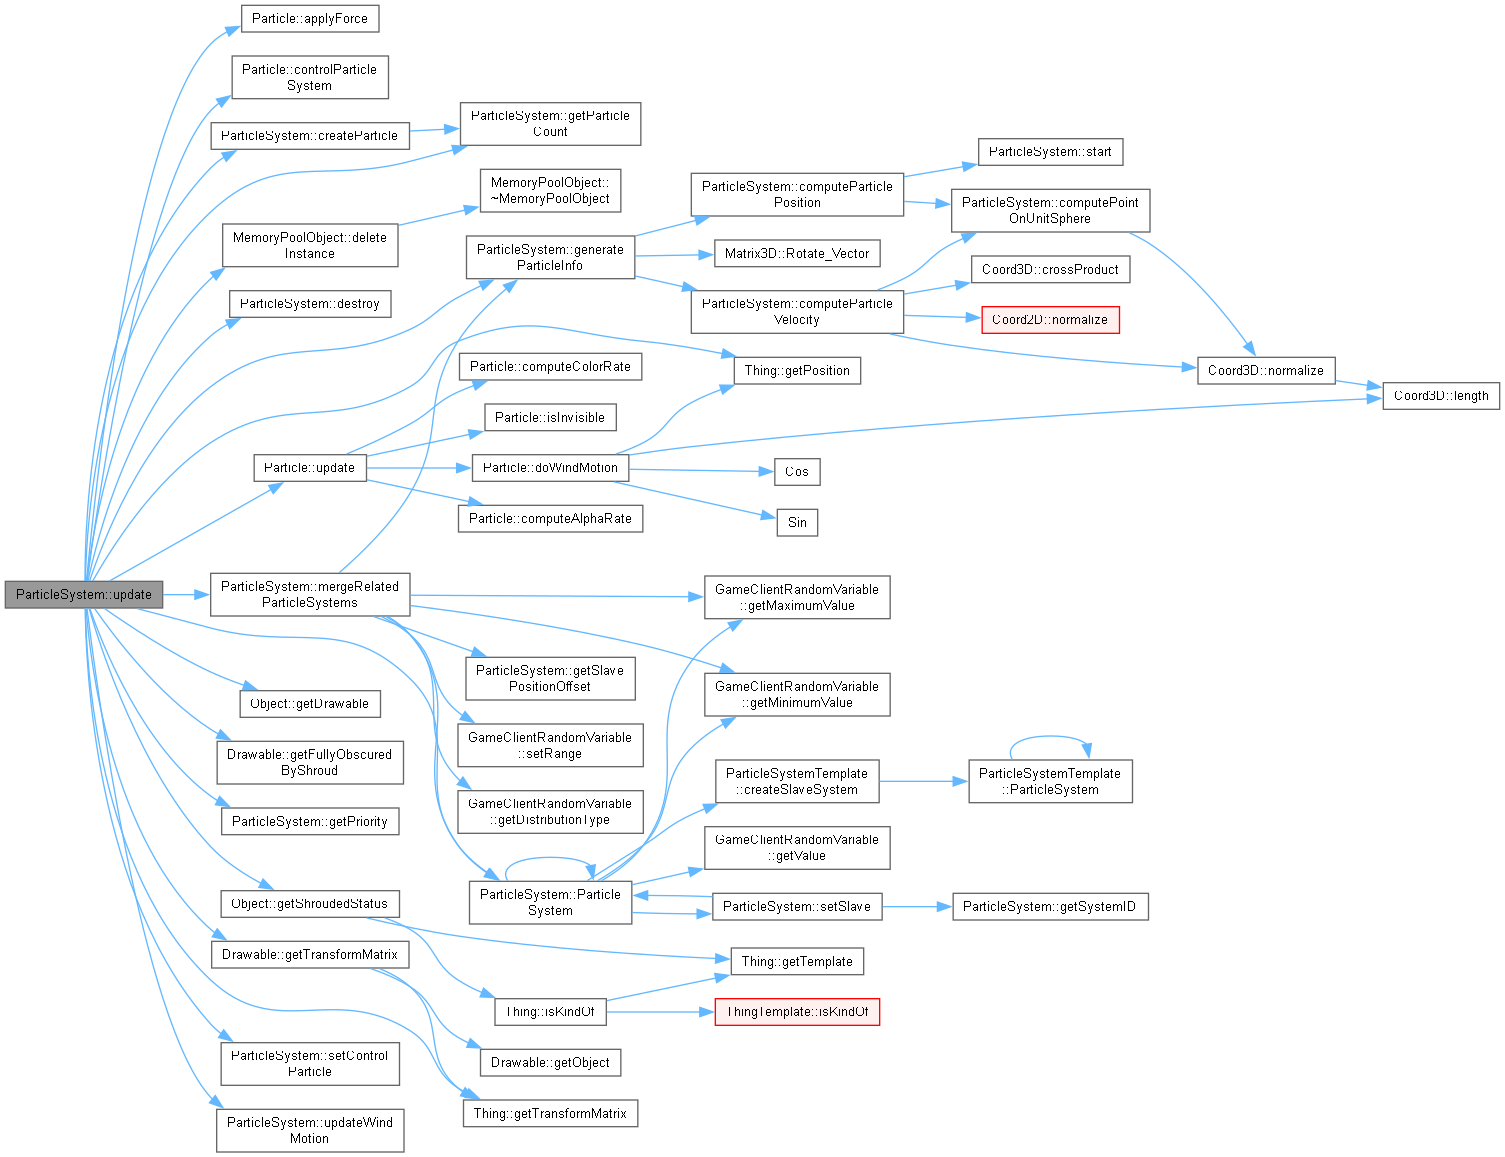 Particle::applyForce
Particle::controlParticle
System
ParticleSystem::createParticle
ParticleSystem::getParticle
Count
MemoryPoolObject::
~MemoryPoolObject
MemoryPoolObject::delete
Instance
ParticleSystem::destroy
ParticleSystem::generate
ParticleInfo
ParticleSystem::computeParticle
Position
Matrix3D::Rotate_Vector
ParticleSystem::computeParticle
Velocity
ParticleSystem::start
ParticleSystem::computePoint
OnUnitSphere
Coord3D::crossProduct
Coord2D::normalize
Coord3D::normalize
Coord3D::length
Thing::getPosition
Particle::computeColorRate
Particle::isInvisible
Particle::update
Particle::doWindMotion
Cos
Particle::computeAlphaRate
Sin
ParticleSystem::update
ParticleSystem::mergeRelated
ParticleSystems
GameClientRandomVariable
::getMaximumValue
ParticleSystem::getSlave
PositionOffset
GameClientRandomVariable
::getMinimumValue
Object::getDrawable
GameClientRandomVariable
::setRange
Drawable::getFullyObscured
ByShroud
ParticleSystemTemplate
::createSlaveSystem
ParticleSystemTemplate
::ParticleSystem
GameClientRandomVariable
::getDistributionType
ParticleSystem::getPriority
GameClientRandomVariable
::getValue
Object::getShroudedStatus
ParticleSystem::Particle
System
ParticleSystem::setSlave
ParticleSystem::getSystemID
Drawable::getTransformMatrix
Thing::getTemplate
Thing::isKindOf
ThingTemplate::isKindOf
ParticleSystem::setControl
Particle
Drawable::getObject
Thing::getTransformMatrix
ParticleSystem::updateWind
Motion